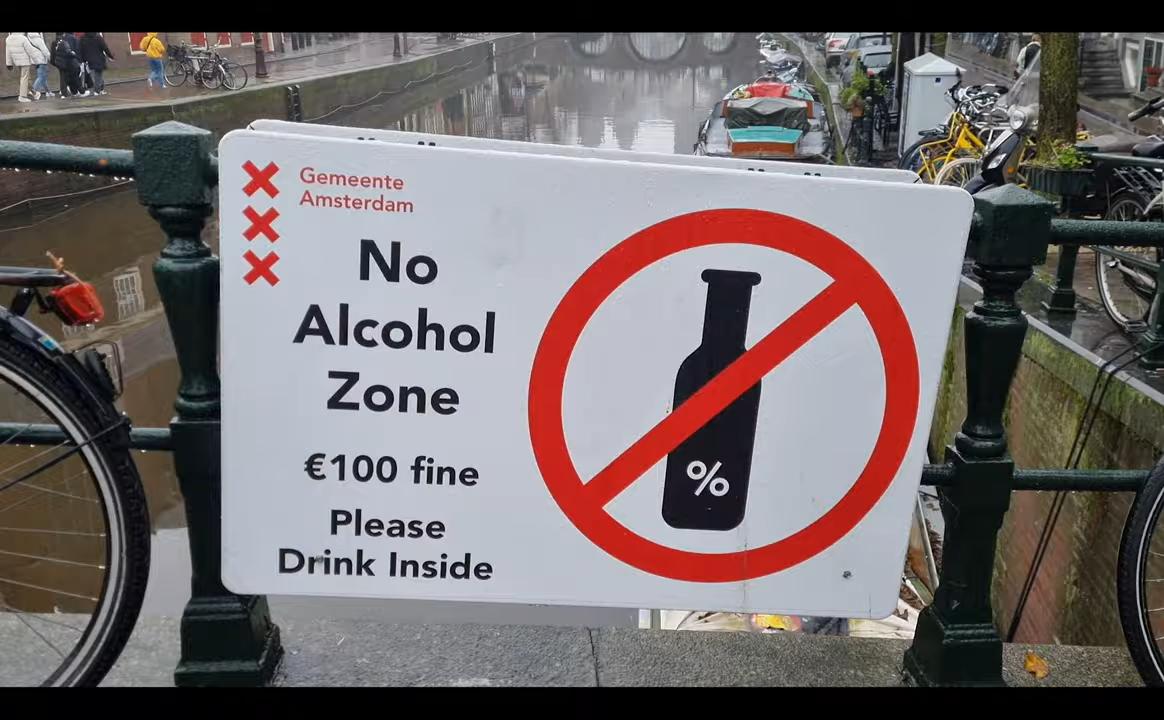 Gemeente
Amsterdam
No
Alcohol
Zone
€100 fine
Please
Drink Inside
%